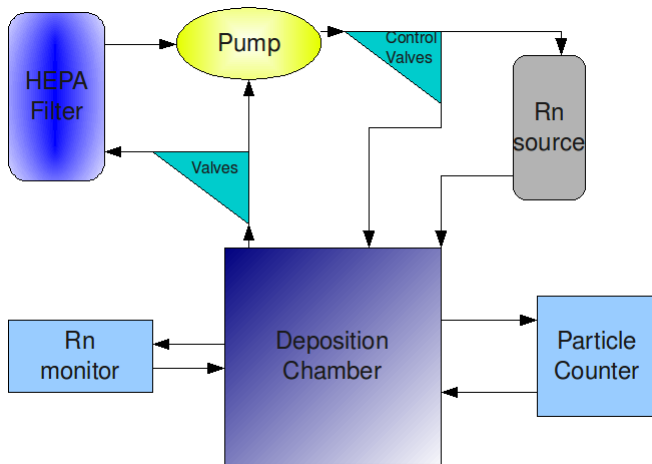 HEPA
Filter
Pump
Control
Valves
Rn
source
Valves
Rn
monitor
Deposition
Chamber
Particle
Counter